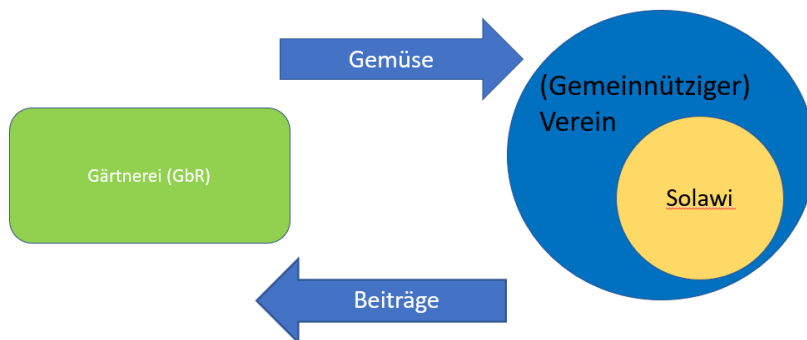 Gemüse
(Gemeinnütziger)
Verein
Gärtnerei (GbR)
Solawi
Beiträge